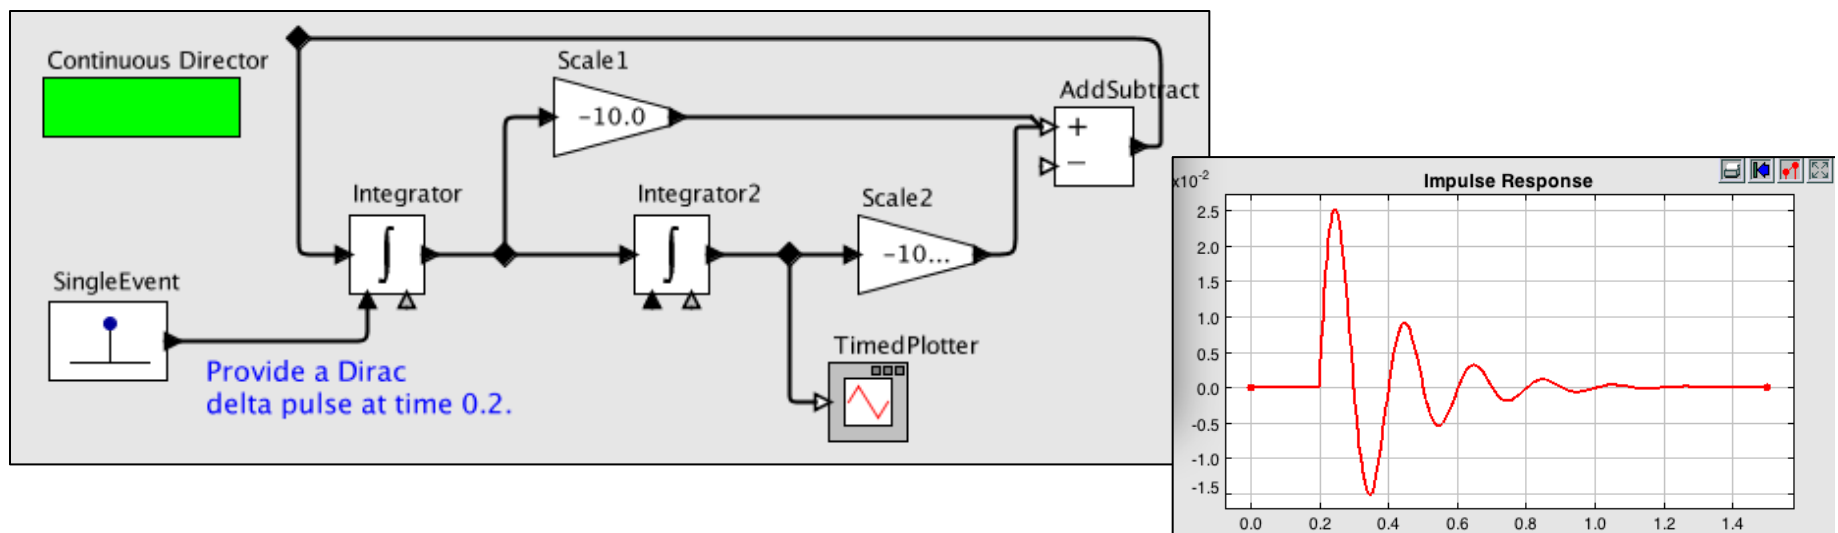 Continuous Director
Scale1
-10.0
AddSubtract
+
−
Integrator
∫
Integrator2
∫
Scale2
-10...
SingleEvent
Provide a Dirac
delta pulse at time 0.2.
TimedPlotter
x10-2
Impulse Response
2.5
2.0
1.5
1.0
0.5
0.0
-0.5
-1.0
-1.5
0.0 0.2 0.4 0.6 0.8 1.0 1.2 1.4